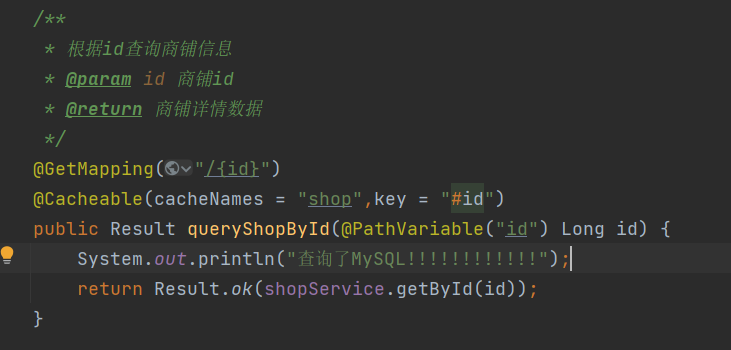 /**
* 根据id查询商铺信息
* @param id 商铺id
* @return 商铺详情数据
*/
@GetMapping("/{id}")
@Cacheable(cacheNames = "shop",key = "#id")
public Result queryShopById(@PathVariable("id") Long id) {
System.out.println("查询了MySQL!!!!!!!!!!!!");
return Result.ok(shopService.getById(id));
}